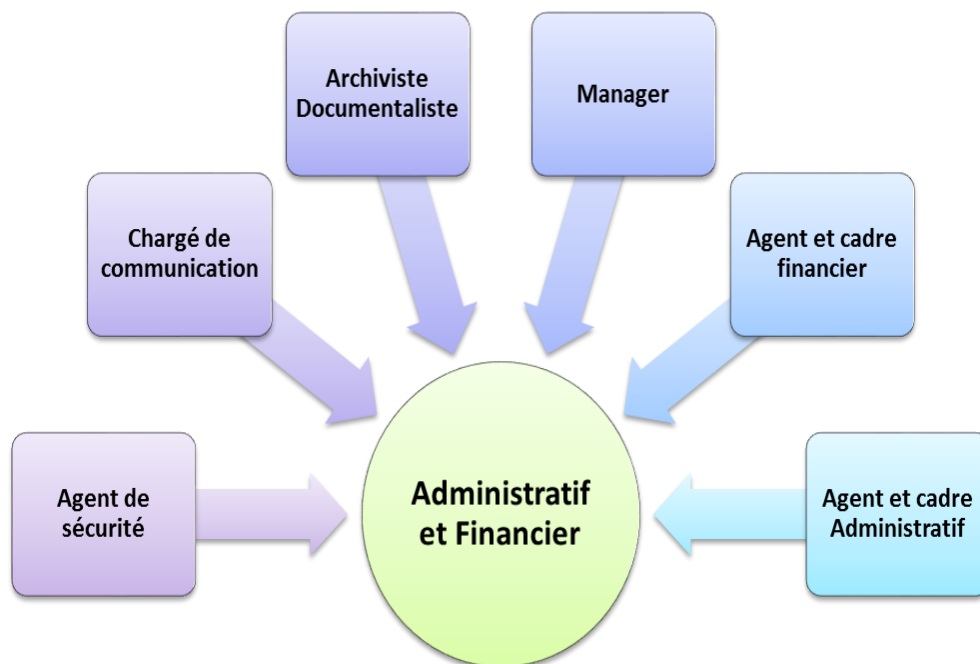 Archiviste
Documentaliste
Manager
Chargé de
communication
Agent et cadre
financier
Agent de
sécurité
Administratif
et Financier
Agent et cadre
Administratif